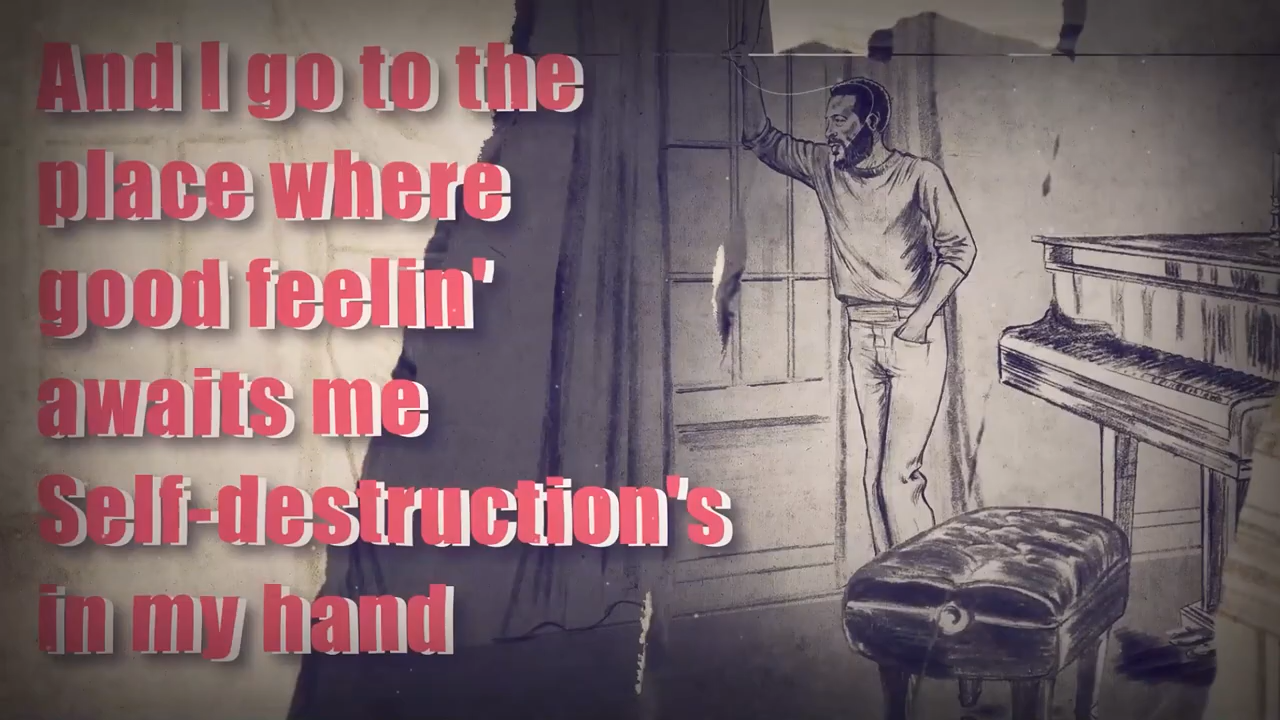 And I go to the
place where
good feelin'
awaits me
Self-destruction's
in my hand